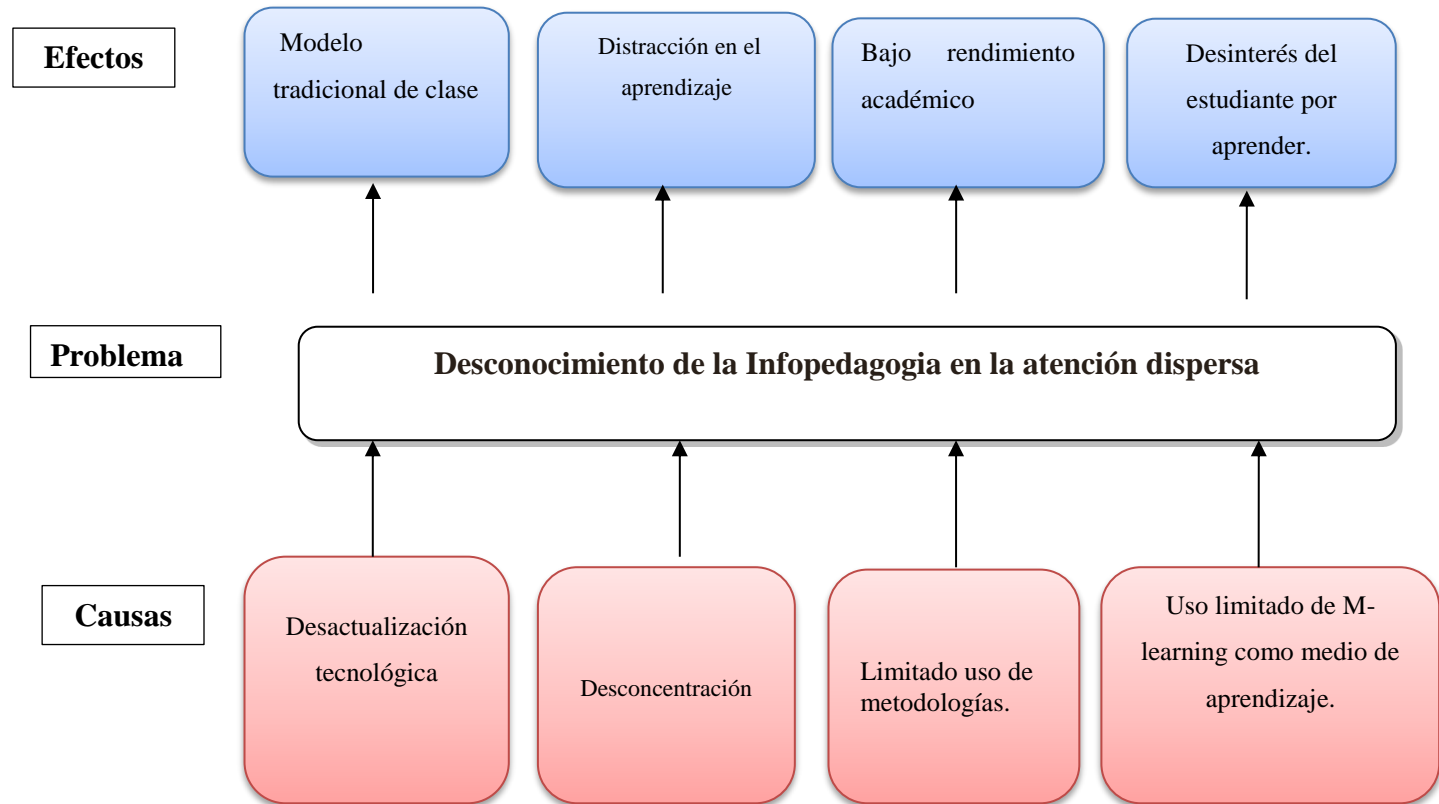 Efectos
Modelo
tradicional de clase
Distracción en el
aprendizaje
Bajo rendimiento
académico
Desinterés del
estudiante por
aprender.
Problema
Desconocimiento de la Infopedagogia en la atención dispersa
Causas
Desactualización
tecnológica
Desconcentración
Limitado uso de
metodologías.
Uso limitado de M-
learning como medio de
aprendizaje.